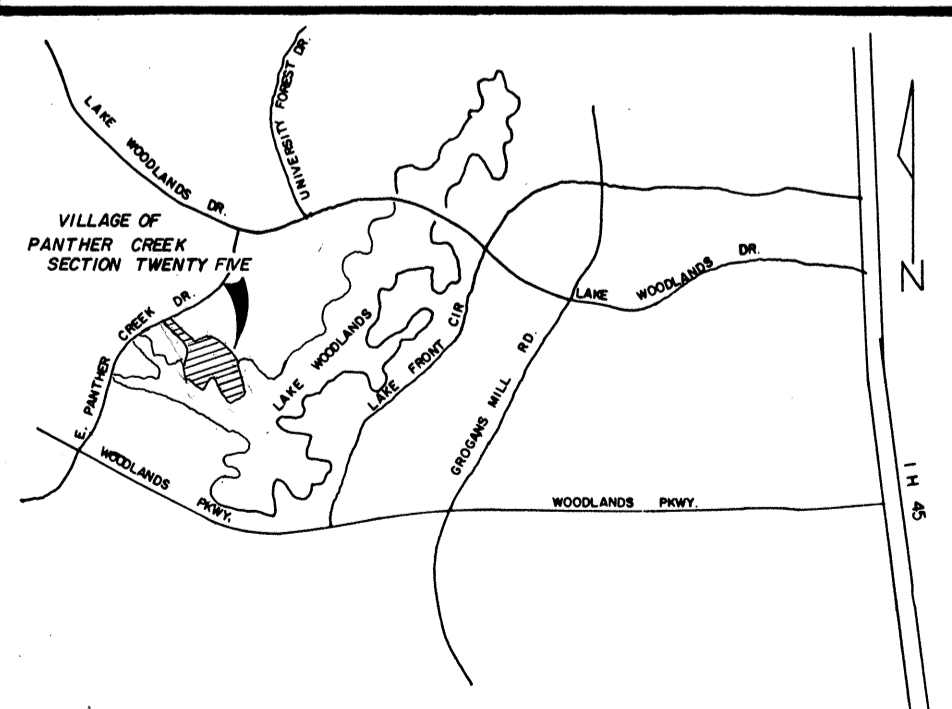 LAKE WOODLANDS DR.
UNIVERSITY FOREST DR.
VILLAGE OF
PANTHER CREEK
SECTION TWENTY FIVE
E. PANTHER CREEK DR.
LAKE WOODLANDS
LAKE FRONT CIR
LAKE WOODLANDS DR.
GROGANS MILL RD.
WOODLANDS PKWY.
WOODLANDS PKWY.
IH 45
N